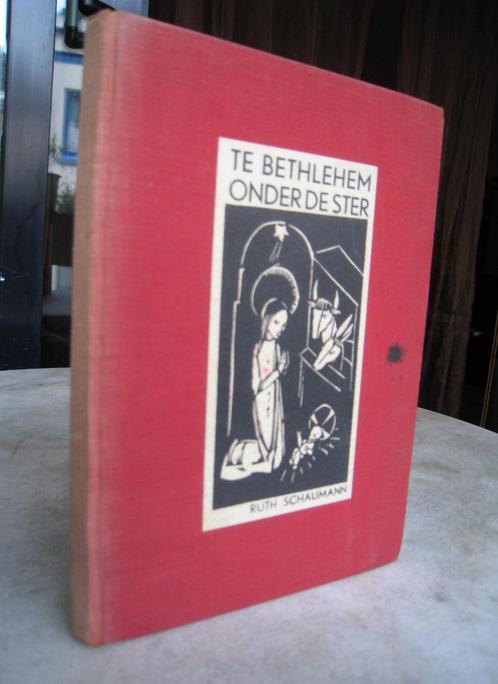 TE BETHLEHEM
ONDER DE STER
RUTH SCHAUMANN